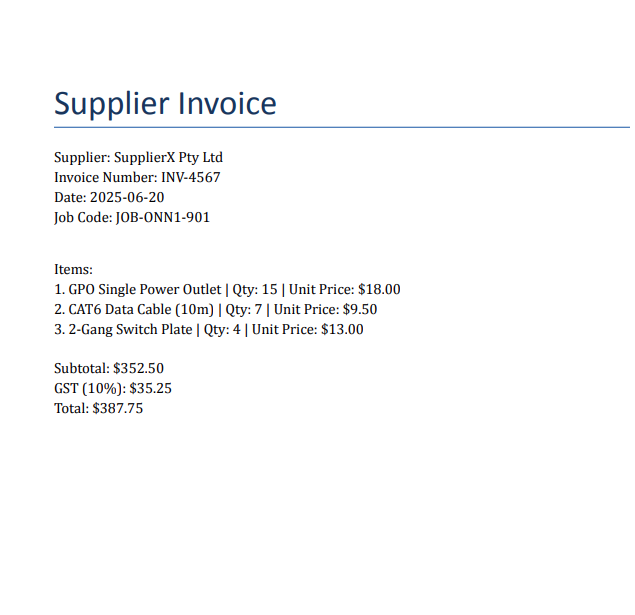 Supplier Invoice
Supplier: SupplierX Pty Ltd
Invoice Number: INV-4567
Date: 2025-06-20
Job Code: JOB-ONN1-901
Items:
1. GPO Single Power Outlet | Qty: 15 | Unit Price: $18.00
2. CAT6 Data Cable (10m) | Qty: 7 | Unit Price: $9.50
3. 2-Gang Switch Plate | Qty: 4 | Unit Price: $13.00
Subtotal: $352.50
GST (10%): $35.25
Total: $387.75